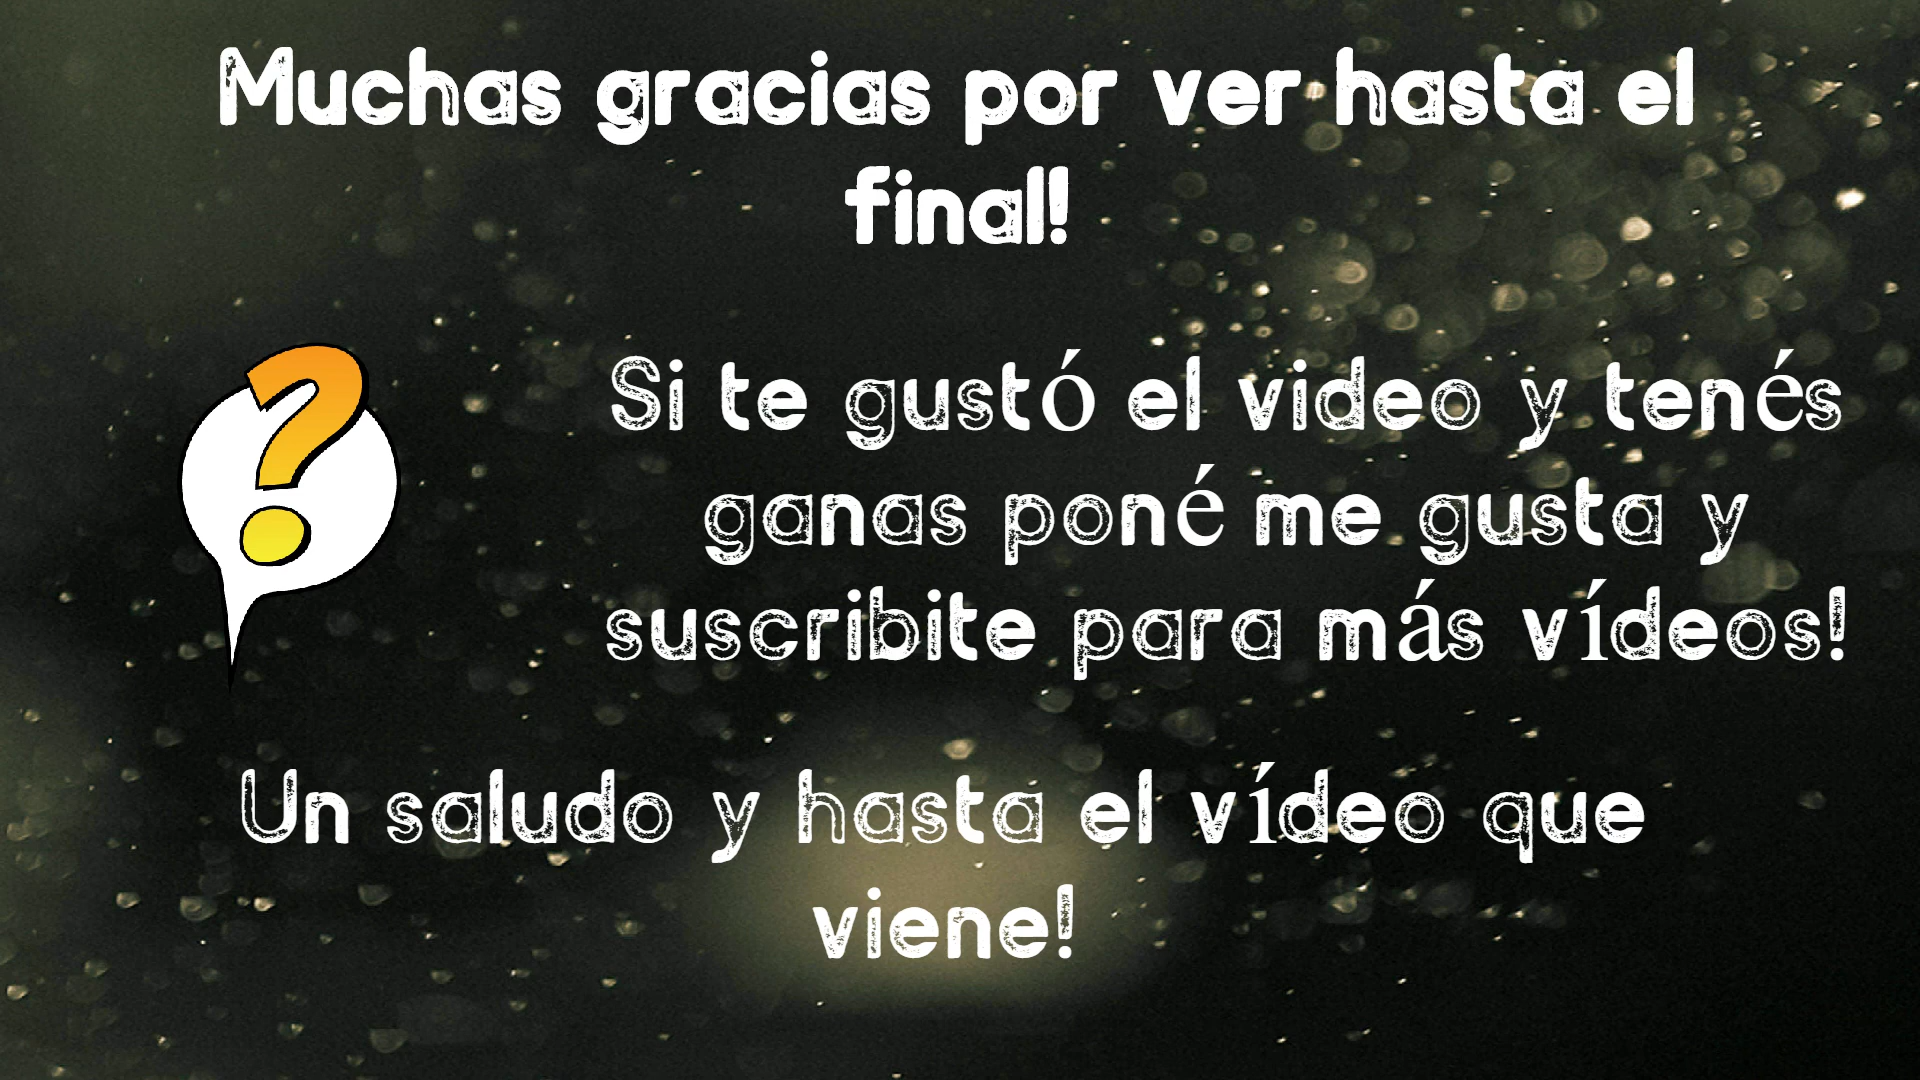 Muchas gracias por ver hasta el
final!
Si te gustó el video y tenés
ganas poné me gusta y
suscribite para más vídeos!
Un saludo y hasta el vídeo que
viene!